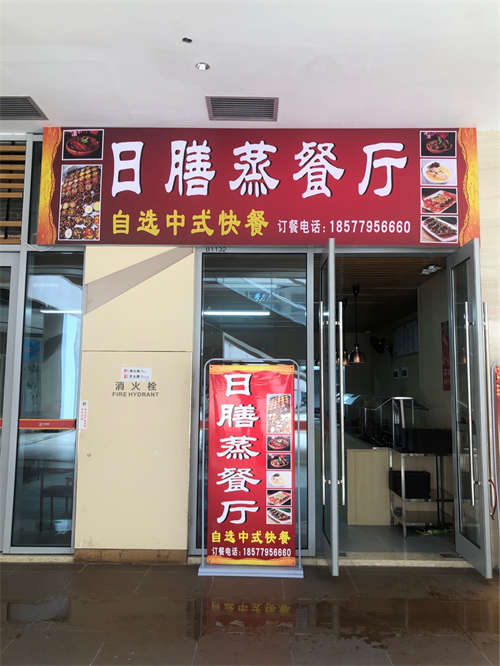 日膳蒸餐厅
自选中式快餐 订餐电话:18577956660
B1132
消火栓
FIRE HYDRANT
日膳蒸餐厅
自选中式快餐
订餐电话:18577956660